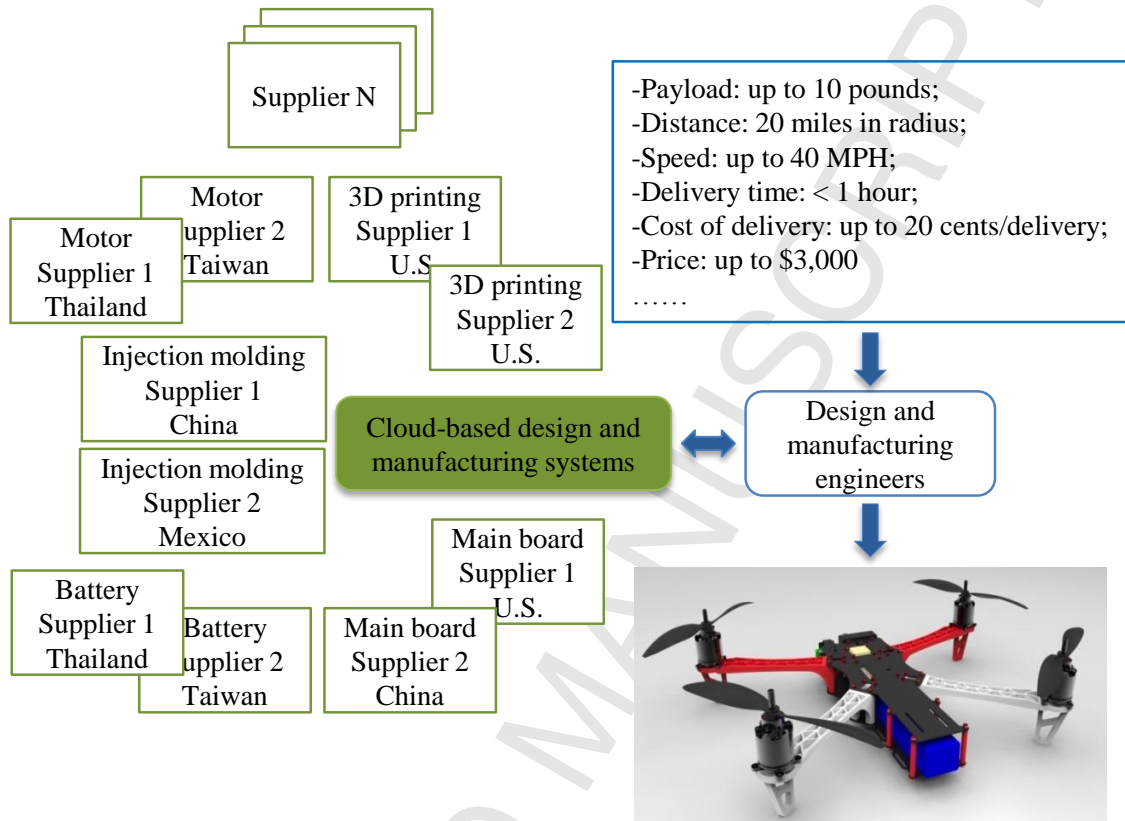 Supplier N
-Payload: up to 10 pounds;
-Distance: 20 miles in radius;
-Speed: up to 40 MPH;
-Delivery time: < 1 hour;
-Cost of delivery: up to 20 cents/delivery;
-Price: up to $3,000
……
Motor
Supplier 1
Thailand
Motor
upplier 2
Taiwan
3D printing
Supplier 1
U.S.
3D printing
Supplier 2
U.S.
Injection molding
Supplier 1
China
Injection molding
Supplier 2
Mexico
Cloud-based design and
manufacturing systems
Design and
manufacturing
engineers
Battery
Supplier 1
Thailand
Battery
upplier 2
Taiwan
Main board
Supplier 1
U.S.
Main board
Supplier 2
China
D MANUSCRIP